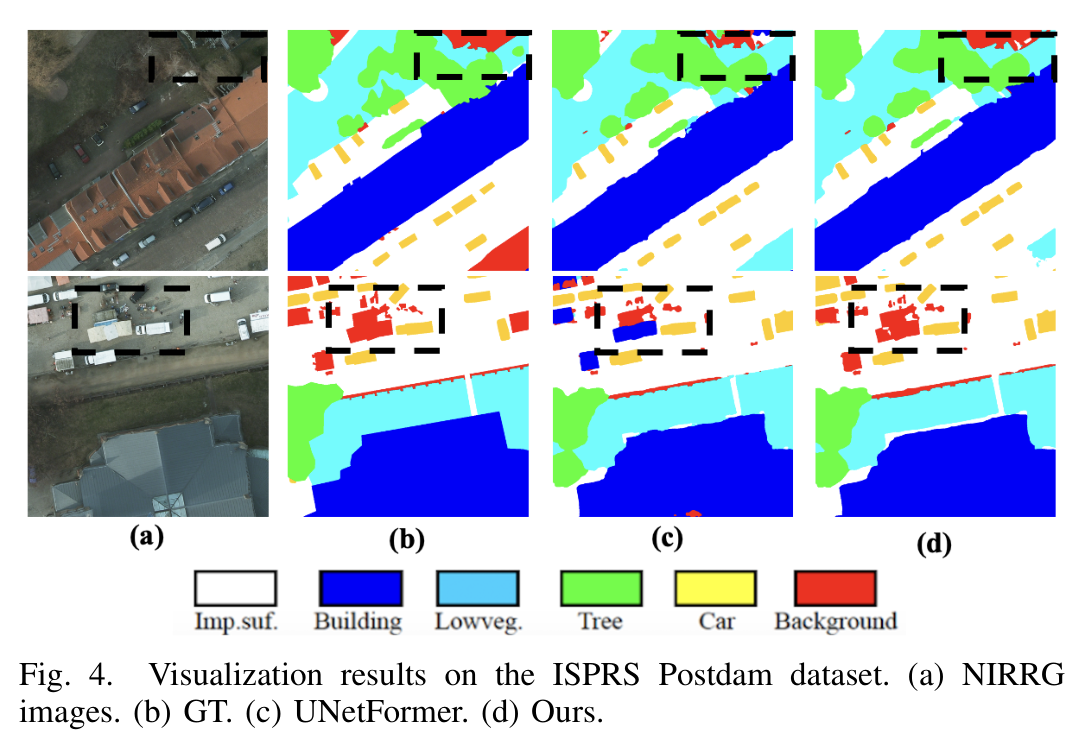 (a) (b) (c) (d)
Imp.suf. Building Lowveg. Tree Car Background
Fig. 4. Visualization results on the ISPRS Postdam dataset. (a) NIRRG
images. (b) GT. (c) UNetFormer. (d) Ours.